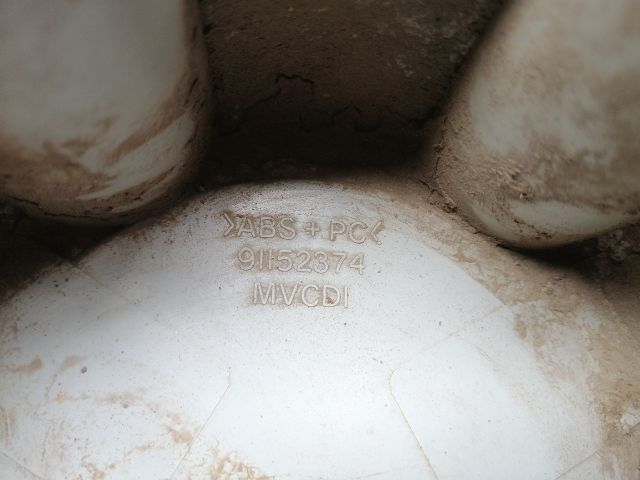 >ABS + PC<
91152374
MVCDI